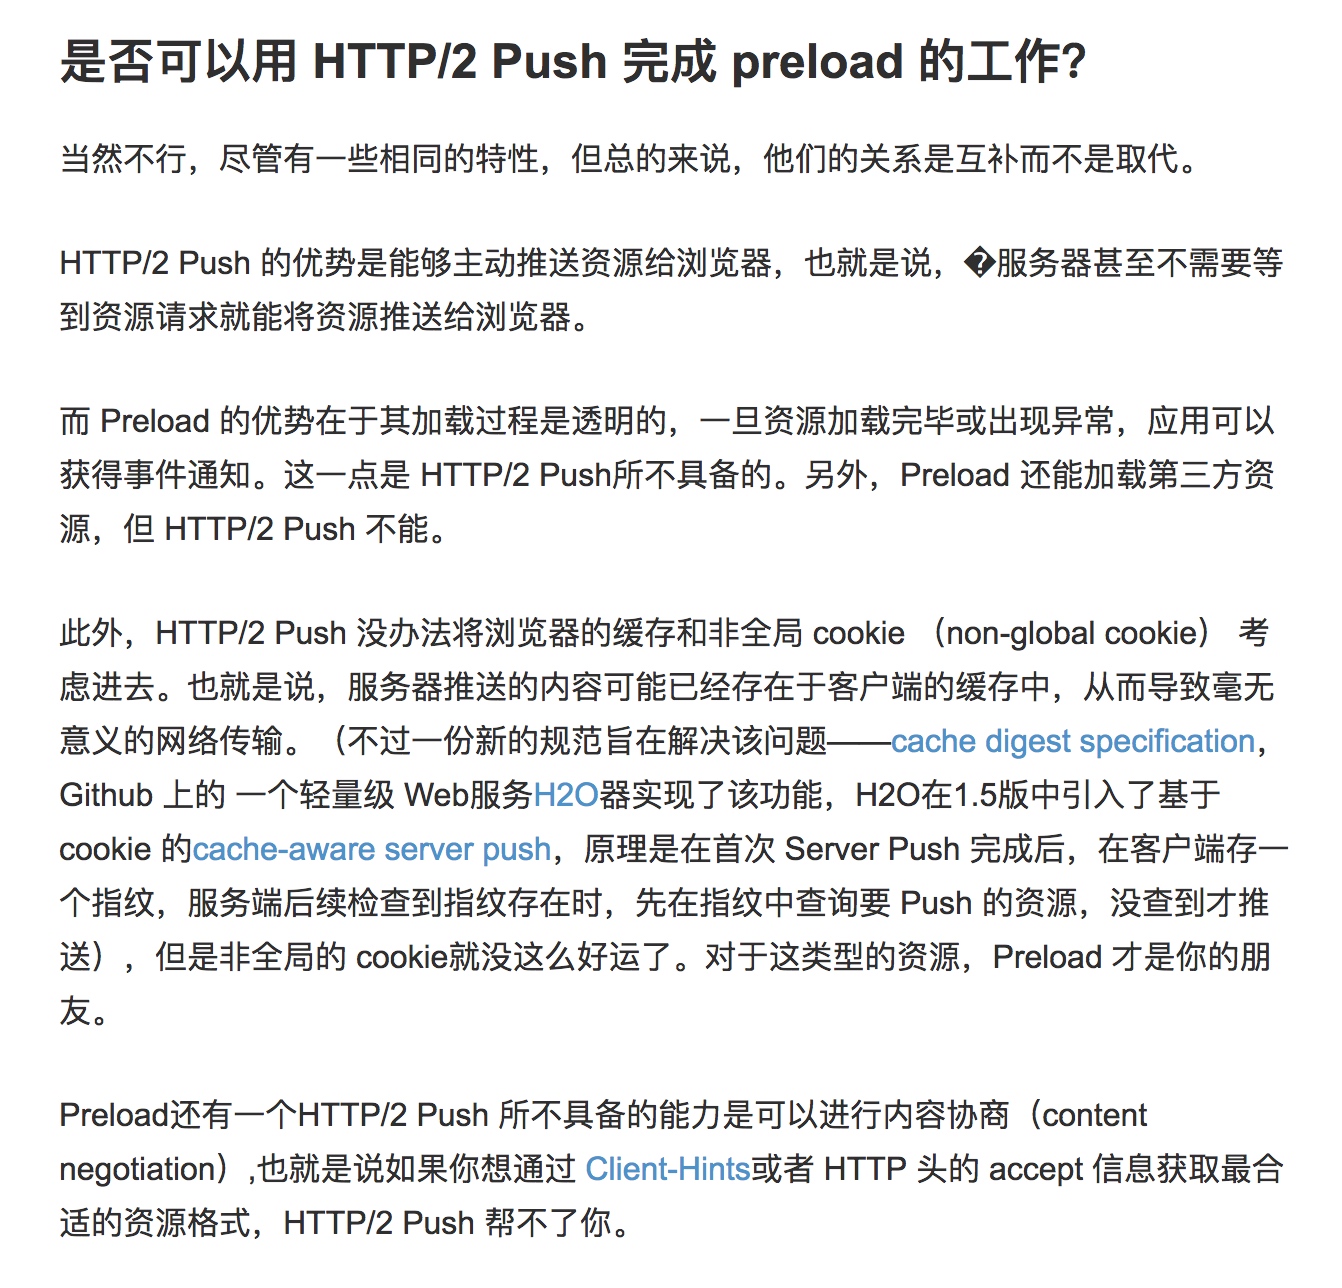 是否可以用 HTTP/2 Push 完成 preload 的工作？
当然不行，尽管有一些相同的特性，但总的来说，他们的关系是互补而不是取代。
HTTP/2 Push 的优势是能够主动推送资源给浏览器，也就是说，�服务器甚至不需要等
到资源请求就能将资源推送给浏览器。
而 Preload 的优势在于其加载过程是透明的，一旦资源加载完毕或出现异常，应用可以
获得事件通知。这一点是 HTTP/2 Push所不具备的。另外，Preload 还能加载第三方资
源，但 HTTP/2 Push 不能。
此外，HTTP/2 Push 没办法将浏览器的缓存和非全局 cookie （non-global cookie） 考
虑进去。也就是说，服务器推送的内容可能已经存在于客户端的缓存中，从而导致毫无
意义的网络传输。（不过一份新的规范旨在解决该问题——cache digest specification，
Github 上的 一个轻量级 Web服务H2O器实现了该功能，H2O在1.5版中引入了基于
cookie 的cache-aware server push，原理是在首次 Server Push 完成后，在客户端存一
个指纹，服务端后续检查到指纹存在时，先在指纹中查询要 Push 的资源，没查到才推
送），但是非全局的 cookie就没这么好运了。对于这类型的资源，Preload 才是你的朋
友。
Preload还有一个HTTP/2 Push 所不具备的能力是可以进行内容协商（content
negotiation）,也就是说如果你想通过 Client-Hints或者 HTTP 头的 accept 信息获取最合
适的资源格式，HTTP/2 Push 帮不了你。